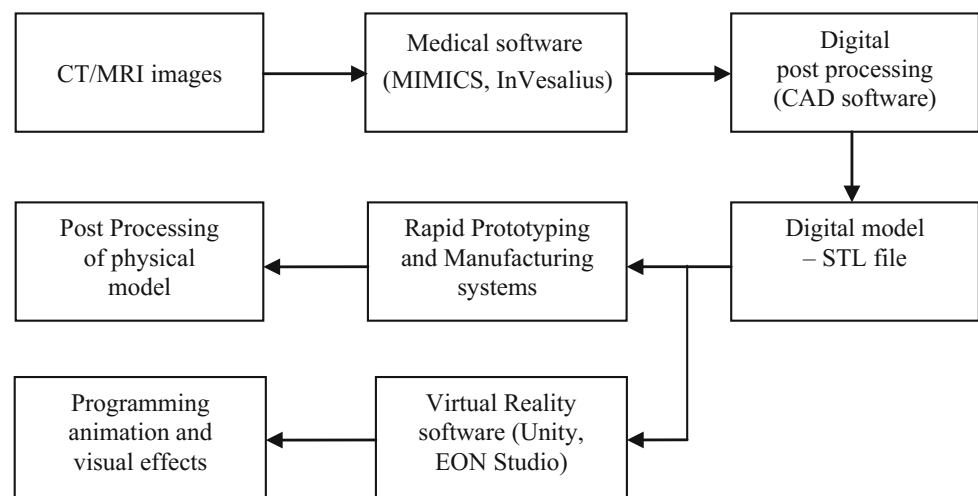 CT/MRI images
Medical software
(MIMICS, InVesalius)
Digital
post processing
(CAD software)
Post Processing
of physical
model
Rapid Prototyping
and Manufacturing
systems
Digital model
– STL file
Programming
animation and
visual effects
Virtual Reality
software (Unity,
EON Studio)